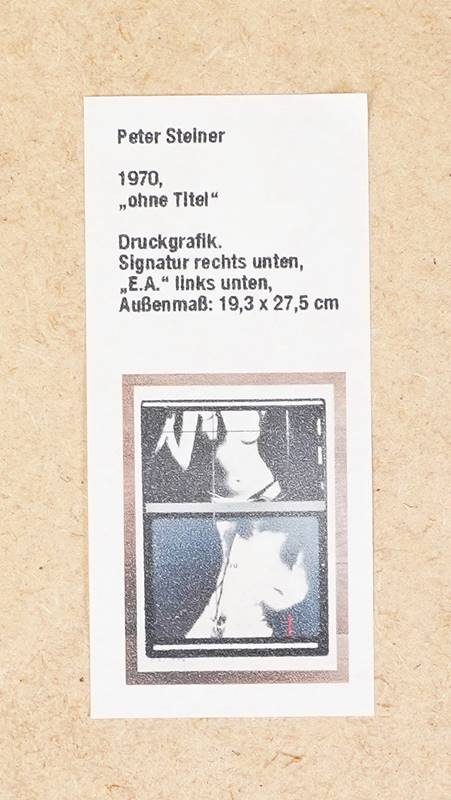 Peter Steiner
1970,
„ohne Titel“
Druckgrafik.
Signatur rechts unten,
„E.A.“ links unten,
Außenmaß: 19,3 x 27,5 cm